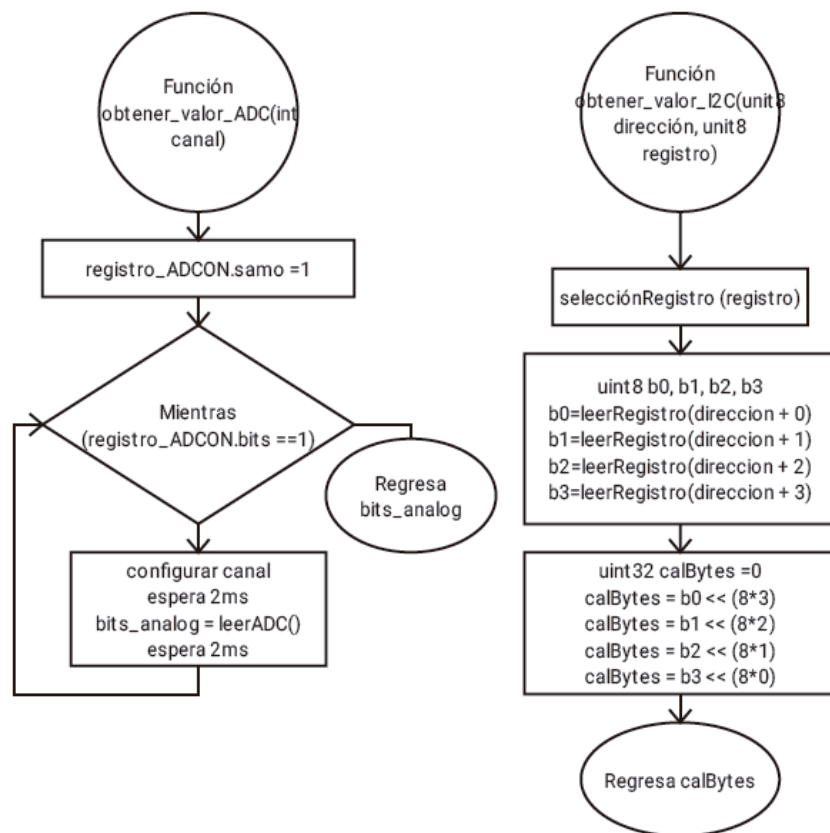 Función
obtener_valor_ADC(int
canal)
registro_ADCON.samo =1
Mientras
(registro_ADCON.bits ==1)
Regresa
bits_analog
configurar canal
espera 2ms
bits_analog = leerADC()
espera 2ms
Función
obtener_valor_I2C(unit8
dirección, unit8
registro)
selecciónRegistro (registro)
uint8 b0, b1, b2, b3
b0=leerRegistro(direccion + 0)
b1=leerRegistro(direccion + 1)
b2=leerRegistro(direccion + 2)
b3=leerRegistro(direccion + 3)
uint32 calBytes =0
calBytes = b0 << (8*3)
calBytes = b1 << (8*2)
calBytes = b2 << (8*1)
calBytes = b3 << (8*0)
Regresa calBytes